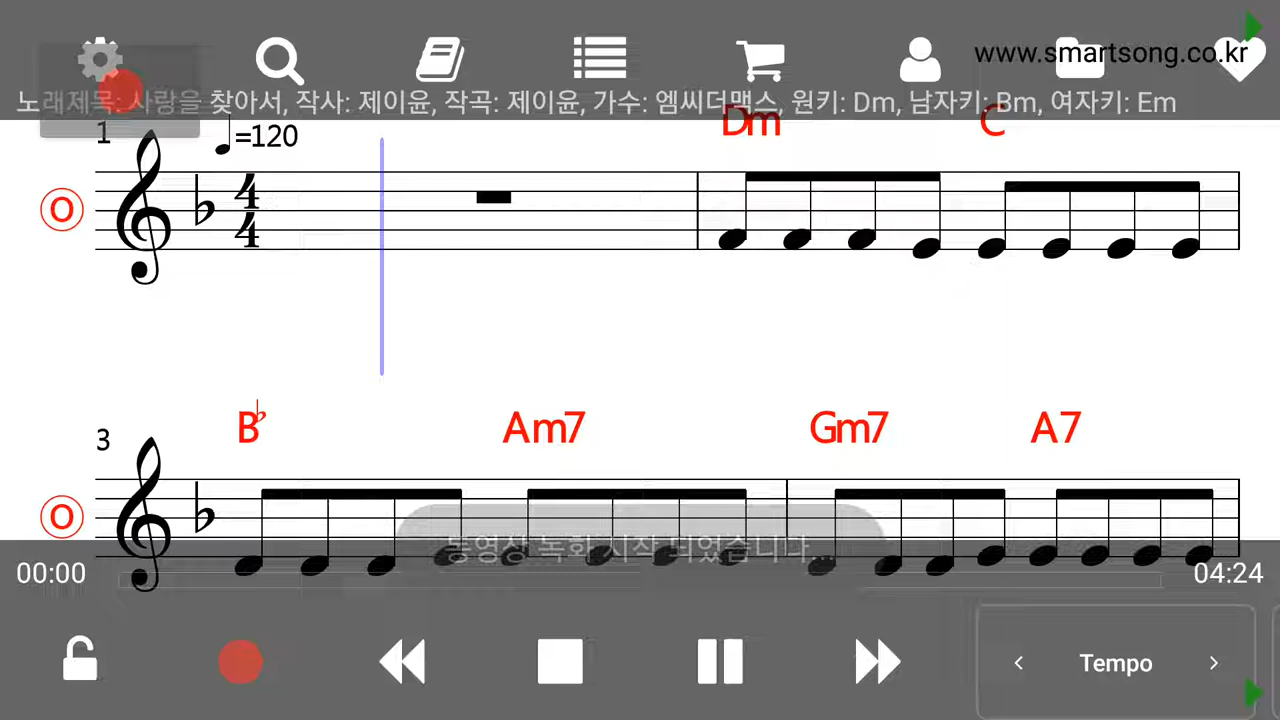 www.smartsong.co.kr
노래제목: 사랑을 찾아서, 작사: 제이윤, 작곡: 제이윤, 가수: 엠씨더맥스, 원키: Dm, 남자키: Bm, 여자키: Em
1 =120 Dm C
O 4 4
3 B♭ Am7 Gm7 A7
O
동영상 녹화 시작 되었습니다...
00:00 04:24
< Tempo >